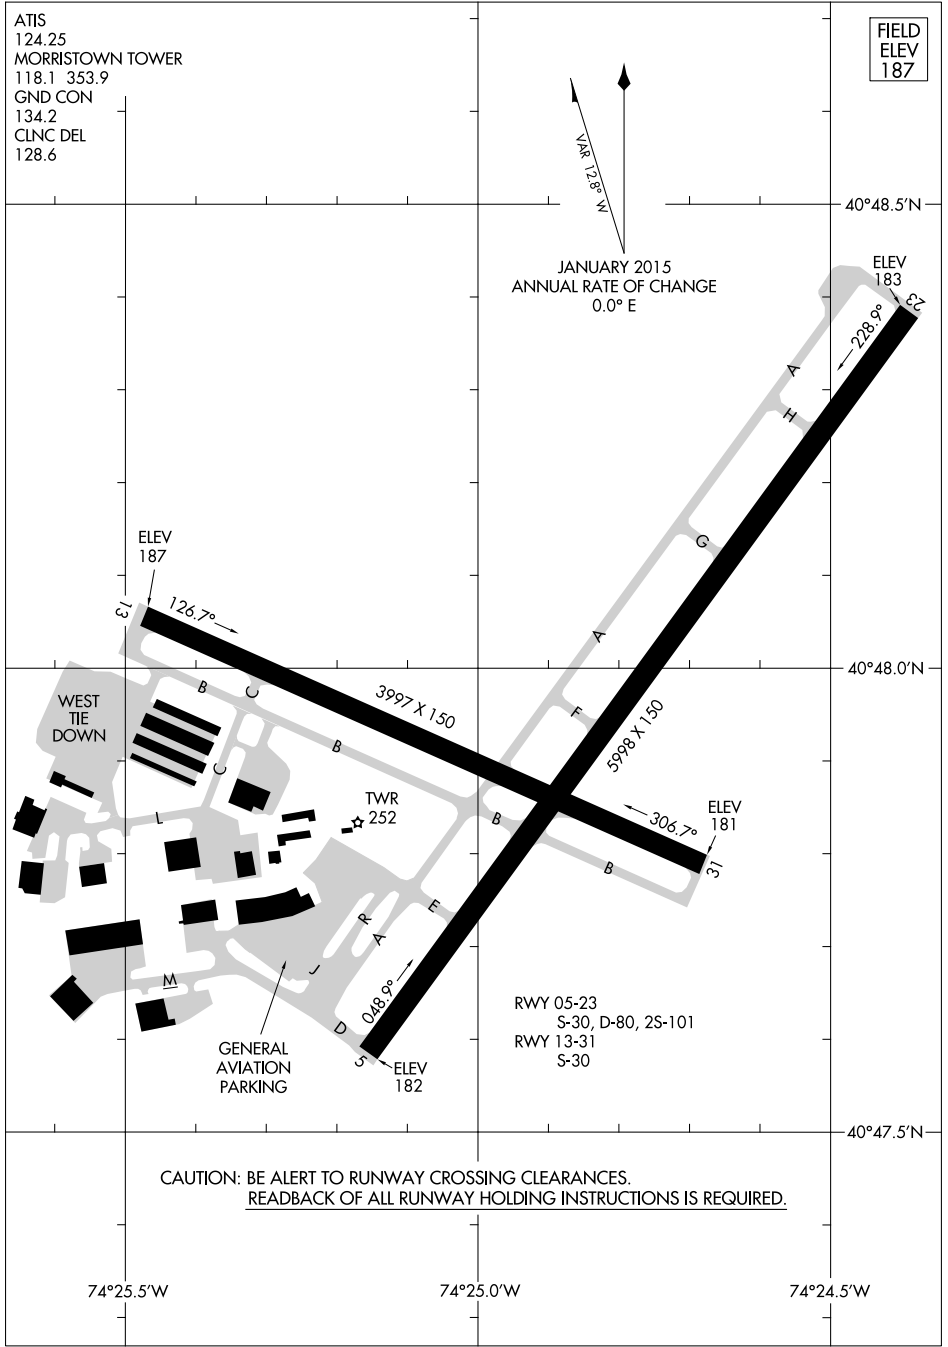 ATIS
124.25
MORRISTOWN TOWER
118.1 353.9
GND CON
134.2
CLNC DEL
128.6
FIELD
ELEV
187
VAR 12.8° W
JANUARY 2015
ANNUAL RATE OF CHANGE
0.0° E
40°48.5'N
ELEV
183
23
228.9°
A
H
G
A
F
ELEV
187
13
126.7°
40°48.0'N
3997 X 150
5998 X 150
B
C
B
C
WEST
TIE
DOWN
L
TWR
252
B
306.7°
ELEV
181
31
B
E
R
A
J
M
048.9°
D
5
ELEV
182
GENERAL
AVIATION
PARKING
RWY 05-23
S-30, D-80, 2S-101
RWY 13-31
S-30
40°47.5'N
CAUTION: BE ALERT TO RUNWAY CROSSING CLEARANCES.
READBACK OF ALL RUNWAY HOLDING INSTRUCTIONS IS REQUIRED.
74°25.5'W
74°25.0'W
74°24.5'W